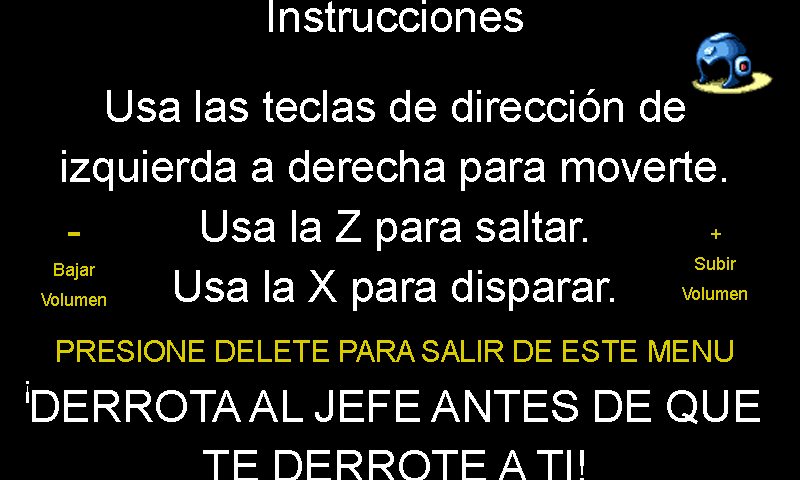 Instrucciones
Usa las teclas de dirección de
izquierda a derecha para moverte.
Usa la Z para saltar.
Usa la X para disparar.
-
Bajar
Volumen
+
Subir
Volumen
PRESIONE DELETE PARA SALIR DE ESTE MENU
¡DERROTA AL JEFE ANTES DE QUE
TE DERROTE A TI!